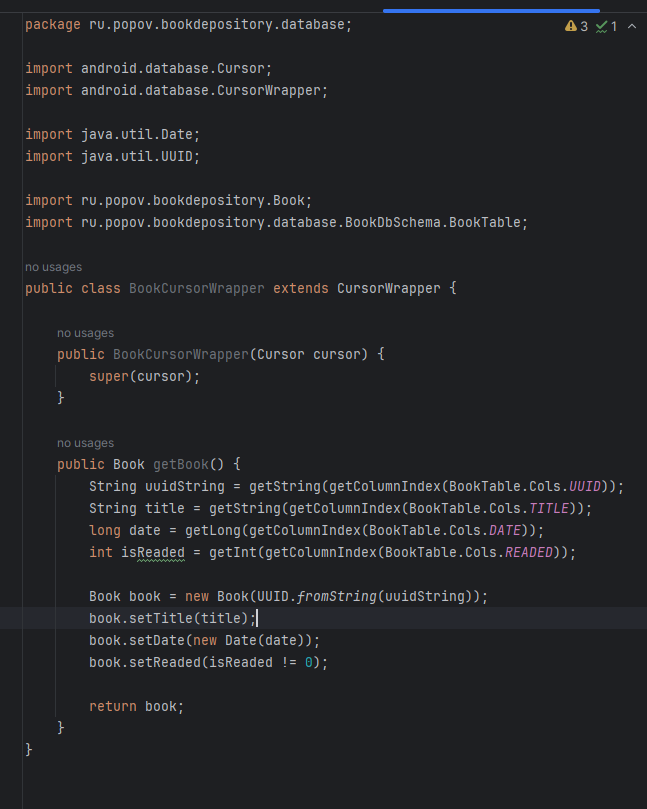 package ru.popov.bookdepository.database;
3 1
import android.database.Cursor;
import android.database.CursorWrapper;
import java.util.Date;
import java.util.UUID;
import ru.popov.bookdepository.Book;
import ru.popov.bookdepository.database.BookDbSchema.BookTable;
no usages
public class BookCursorWrapper extends CursorWrapper {
no usages
public BookCursorWrapper(Cursor cursor) {
super(cursor);
}
no usages
public Book getBook() {
String uuidString = getString(getColumnIndex(BookTable.Cols.UUID));
String title = getString(getColumnIndex(BookTable.Cols.TITLE));
long date = getLong(getColumnIndex(BookTable.Cols.DATE));
int isReaded = getInt(getColumnIndex(BookTable.Cols.READED));
Book book = new Book(UUID.fromString(uuidString));
book.setTitle(title);
book.setDate(new Date(date));
book.setReaded(isReaded != 0);
return book;
}
}